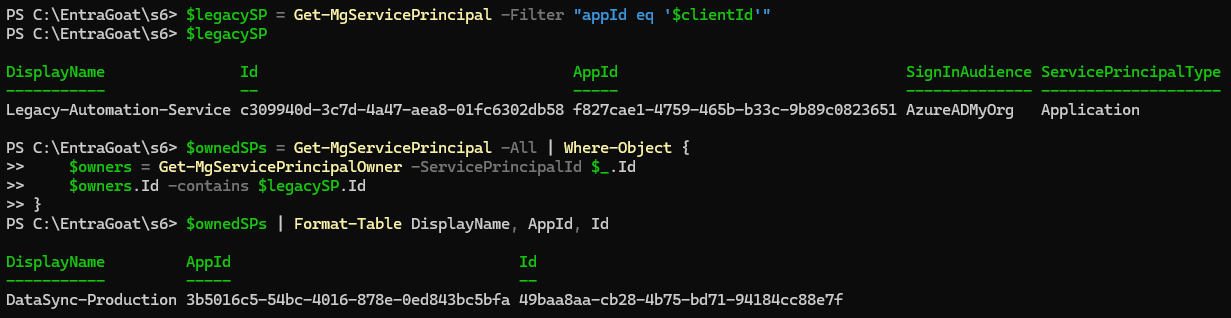 PS C:\EntraGoat\s6> $legacySP = Get-MgServicePrincipal -Filter "appId eq '$clientId'"
PS C:\EntraGoat\s6> $legacySP
DisplayName Id AppId SignInAudience ServicePrincipalType
----------- -- ----- -------------- --------------------
Legacy-Automation-Service c309940d-3c7d-4a47-aea8-01fc6302db58 f827cae1-4759-465b-b33c-9b89c0823651 AzureADMyOrg Application
PS C:\EntraGoat\s6> $ownedSPs = Get-MgServicePrincipal -All | Where-Object {
>> $owners = Get-MgServicePrincipalOwner -ServicePrincipalId $_.Id
>> $owners.Id -contains $legacySP.Id
>> }
PS C:\EntraGoat\s6> $ownedSPs | Format-Table DisplayName, AppId, Id
DisplayName AppId Id
----------- ----- --
DataSync-Production 3b5016c5-54bc-4016-878e-0ed843bc5bfa 49baa8aa-cb28-4b75-bd71-94184cc88e7f